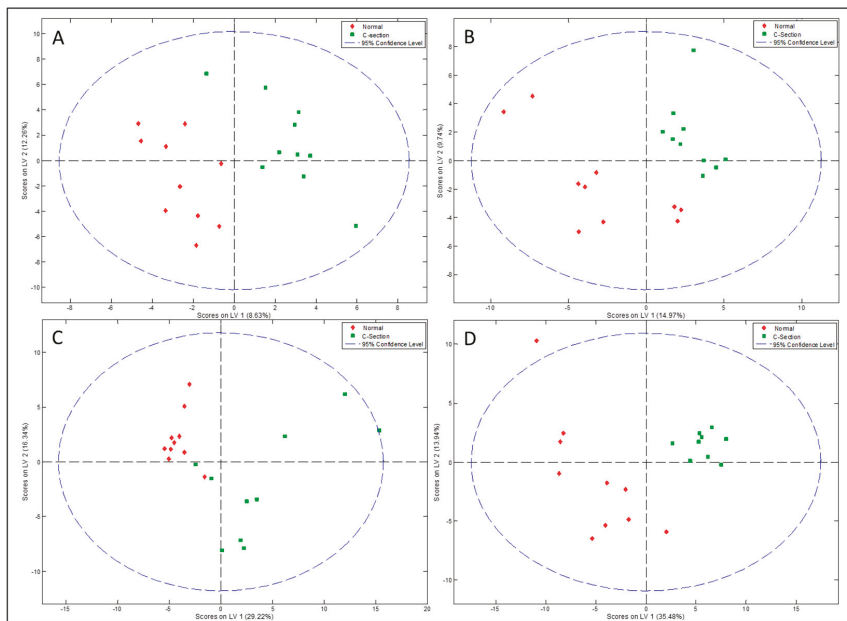 A
Normal
C-section
95% Confidence Level
Scores on LV 2 (12.26%)
10
8
6
4
2
0
-2
-4
-6
-8
-10
-8
-6
-4
-2
0
2
4
6
8
Scores on LV 1 (8.63%)
B
Normal
C-Section
95% Confidence Level
Scores on LV 2 (9.74%)
8
6
4
2
0
-2
-4
-6
-8
-10
-5
0
5
10
Scores on LV 1 (14.97%)
C
Normal
C-Section
95% Confidence Level
Scores on LV 2 (16.34%)
10
5
0
-5
-10
-15
-10
-5
0
5
10
15
20
Scores on LV 1 (29.22%)
D
Normal
C-Section
95% Confidence Level
Scores on LV 2 (13.94%)
10
5
0
-5
-10
-15
-10
-5
0
5
10
15
Scores on LV 1 (35.48%)